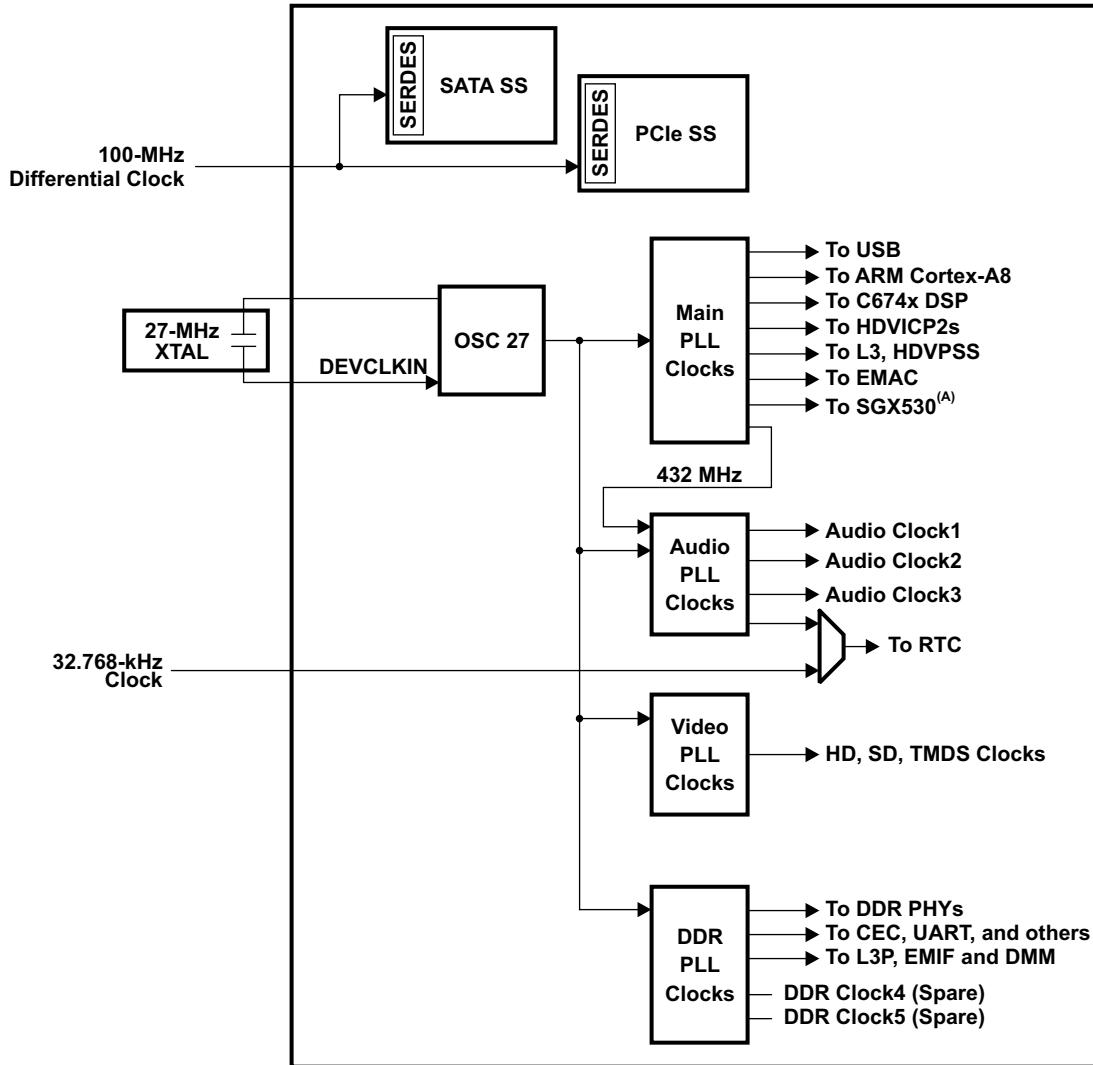 SERDES
SATA SS
SERDES
PCIe SS
100-MHz
Differential Clock
27-MHz
XTAL
DEVCLKIN
OSC 27
Main
PLL
Clocks
To USB
To ARM Cortex-A8
To C674x DSP
To HDVICP2s
To L3, HDVPSS
To EMAC
To SGX530(A)
432 MHz
Audio
PLL
Clocks
Audio Clock1
Audio Clock2
Audio Clock3
To RTC
32.768-kHz
Clock
Video
PLL
Clocks
HD, SD, TMDS Clocks
DDR
PLL
Clocks
To DDR PHYs
To CEC, UART, and others
To L3P, EMIF and DMM
DDR Clock4 (Spare)
DDR Clock5 (Spare)